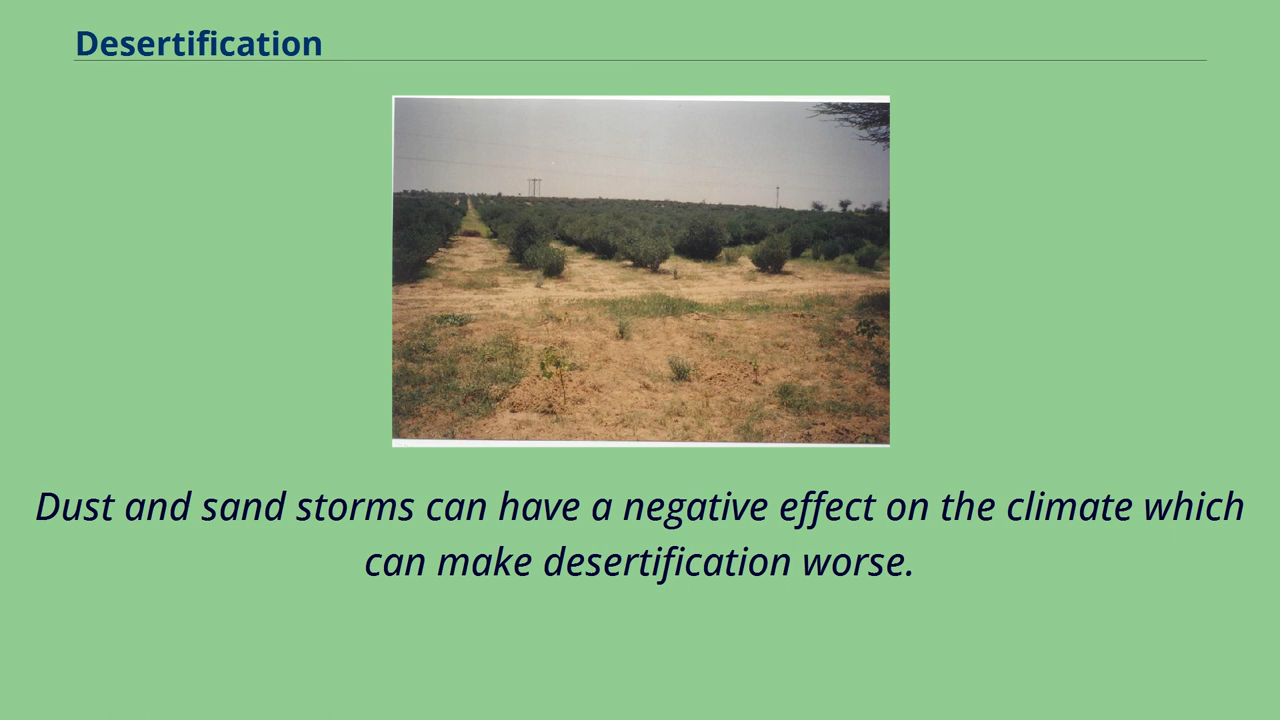 Desertification
Dust and sand storms can have a negative effect on the climate which
can make desertification worse.